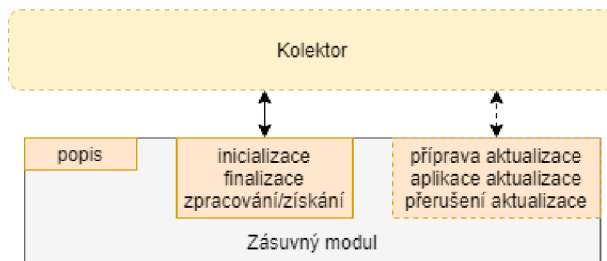 Kolektor
popis
inicializace
finalizace
zpracování/získání
příprava aktualizace
aplikace aktualizace
přerušení aktualizace
Zásuvný modul